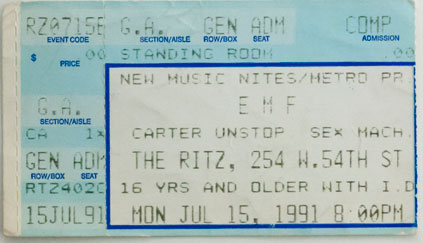 RZ0715E G.A. GEN ADM COMP
EVENT CODE SECTION/AISLE ROW/BOX SEAT ADMISSION
$ PRICE 00 STANDING ROOM 00
NEW MUSIC NITES/METRO PR
G.A. E M F
SECTION/AISLE
CA 1X CARTER UNSTOP SEX MACH.
GEN ADM THE RITZ, 254 W.54TH ST
ROW/BOX SEAT
RTZ402C 16 YRS AND OLDER WITH I.D
15JUL91 MON JUL 15, 1991 8:00PM